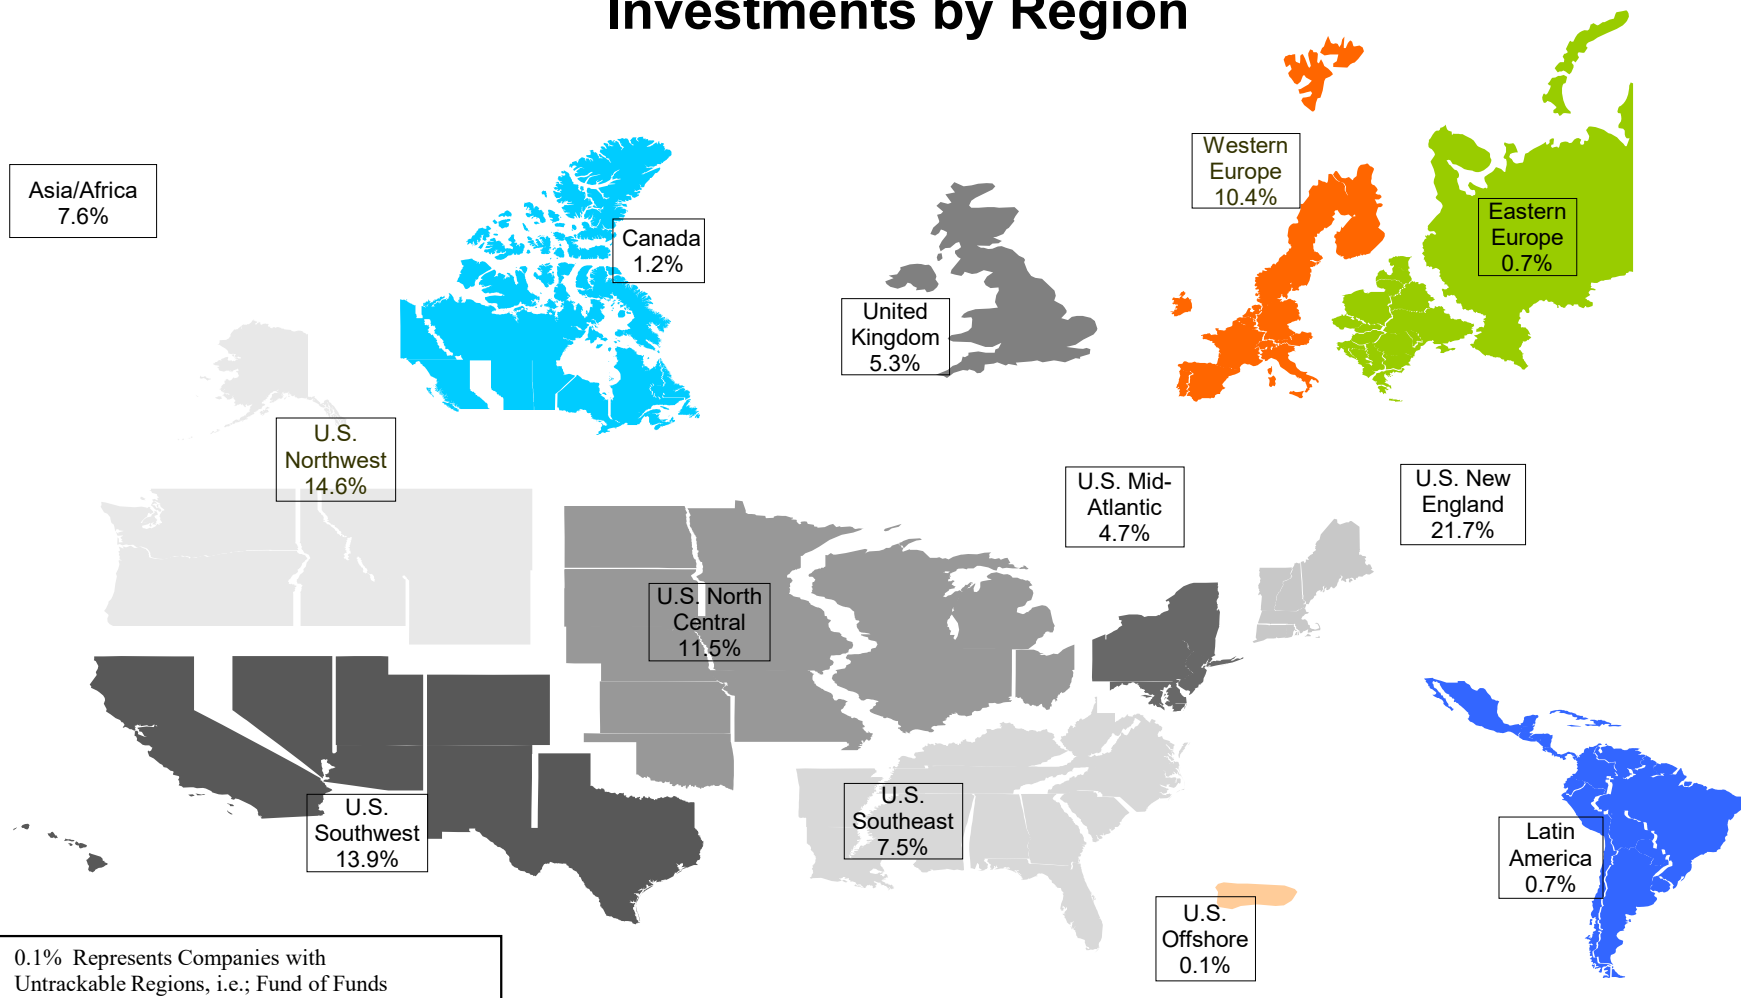 Investments by Region
Asia/Africa
7.6%
Canada
1.2%
United
Kingdom
5.3%
Western
Europe
10.4%
Eastern
Europe
0.7%
U.S.
Northwest
14.6%
U.S. North
Central
11.5%
U.S. Mid-
Atlantic
4.7%
U.S. New
England
21.7%
U.S.
Southwest
13.9%
U.S.
Southeast
7.5%
U.S.
Offshore
0.1%
Latin
America
0.7%
0.1% Represents Companies with
Untrackable Regions, i.e.; Fund of Funds